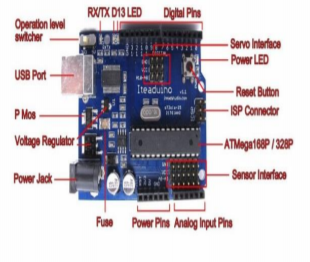 RX/TX D13 LED
Digital Pins
Operation level
switcher
Servo Interface
Power LED
USB Port
Reset Button
ISP Connector
Iteaduino
P Mos
Voltage Regulator
ATMega168P / 328P
Power Jack
Sensor Interface
Fuse
Power Pins
Analog Input Pins